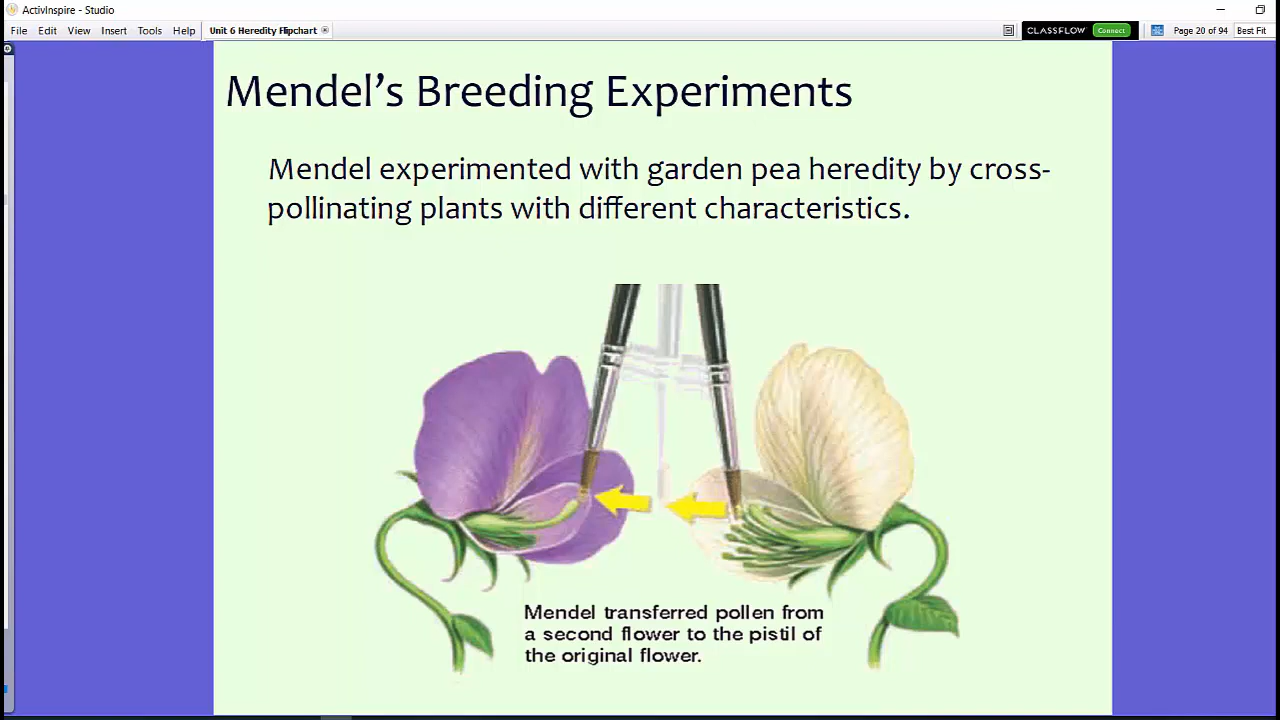 ActivInspire - Studio
File Edit View Insert Tools Help Unit 6 Heredity Flipchart CLASSFLOW Connect Page 20 of 94 Best Fit
Mendel's Breeding Experiments
Mendel experimented with garden pea heredity by cross-
pollinating plants with different characteristics.
Mendel transferred pollen from
a second flower to the pistil of
the original flower.